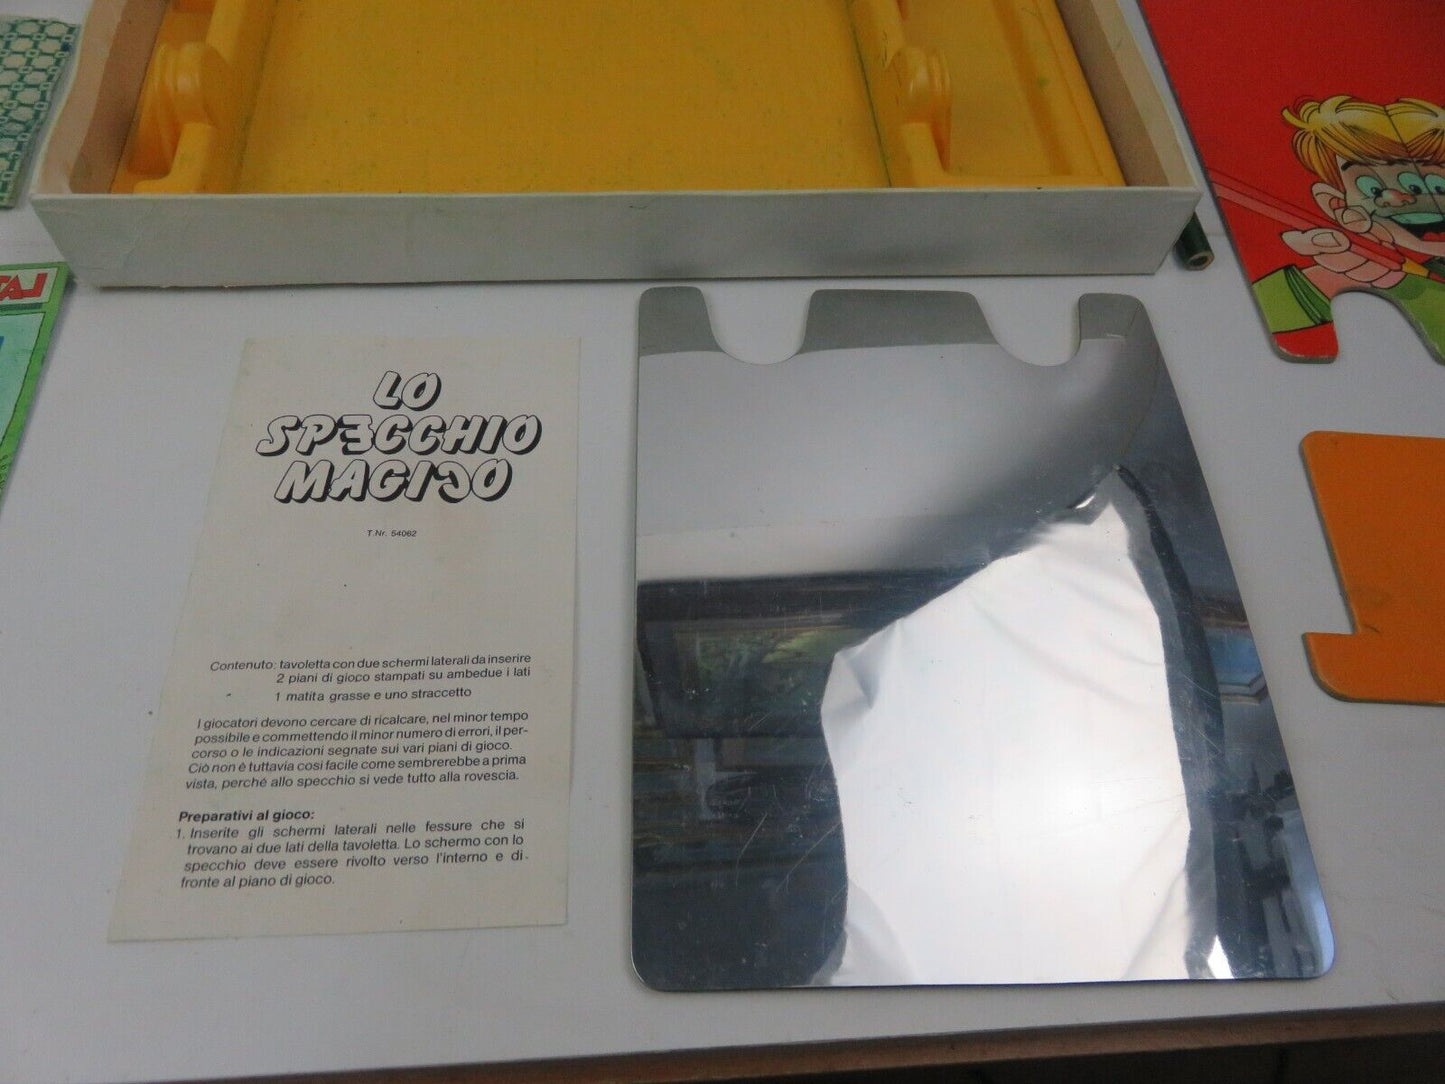 LO
SPECCHIO
MAGICO
T.Nr. 54062
Contenuto: tavoletta con due schermi laterali da inserire
2 piani di gioco stampati su ambedue i lati
1 matita grasse e uno straccetto
I giocatori devono cercare di ricalcare, nel minor tempo
possibile e commettendo il minor numero di errori, il per-
corso o le indicazioni segnate sui vari piani di gioco.
Ciò non è tuttavia cosi facile come sembrerebbe a prima
vista, perché allo specchio si vede tutto alla rovescia.
Preparativi al gioco:
1. Inserite gli schermi laterali nelle fessure che si
trovano ai due lati della tavoletta. Lo schermo con lo
specchio deve essere rivolto verso l'interno e di-
fronte al piano di gioco.